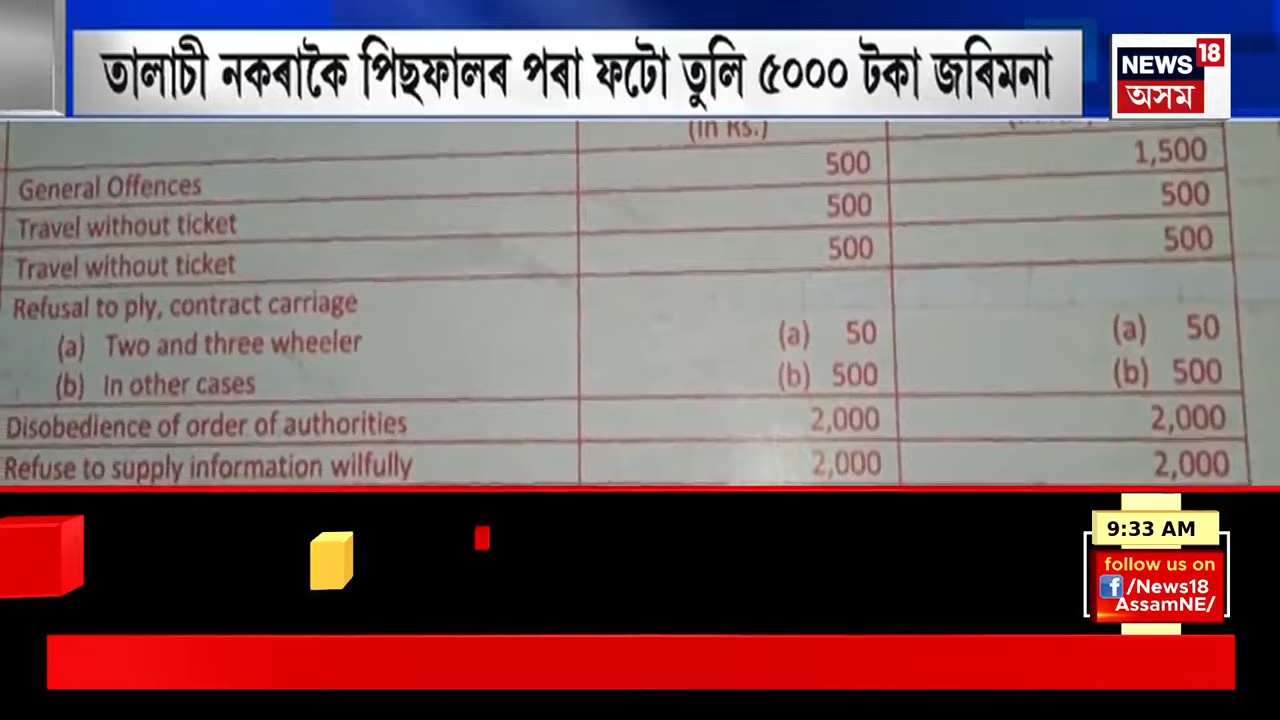 তালাচী নকৰাকৈ পিছফালৰ পৰা ফটো তুলি ৫০০০ টকা জৰিমনা
NEWS 18
অসম
(In Rs.)
General Offences 500 1,500
Travel without ticket 500 500
Travel without ticket 500 500
Refusal to ply, contract carriage
(a) Two and three wheeler (a) 50 (a) 50
(b) In other cases (b) 500 (b) 500
Disobedience of order of authorities 2,000 2,000
Refuse to supply information wilfully 2,000 2,000
9:33 AM
follow us on
/News18
AssamNE/